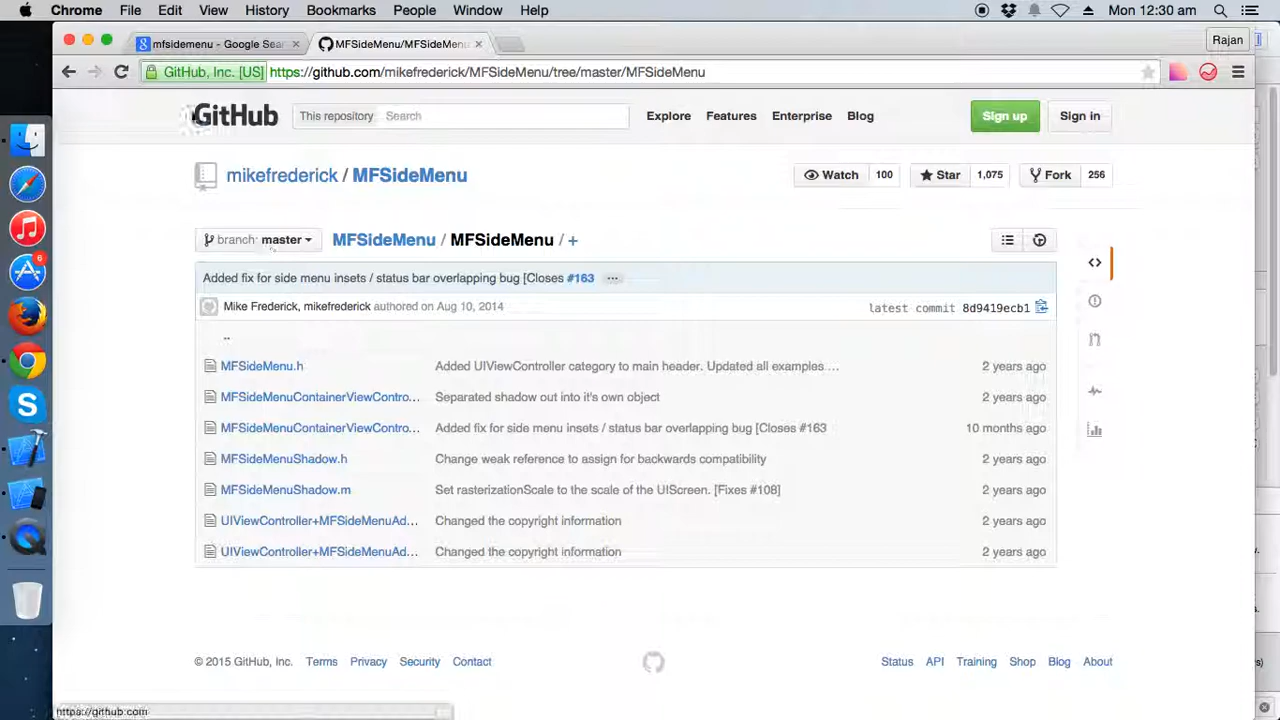 Chrome File Edit View History Bookmarks People Window Help Mon 12:30 am
mfsidemenu - Google Sear MFSideMenu/MFSideMenu Rajan
GitHub, Inc. [US] https://github.com/mikefrederick/MFSideMenu/tree/master/MFSideMenu
GitHub This repository Search Explore Features Enterprise Blog Sign up Sign in
mikefrederick / MFSideMenu Watch 100 Star 1,075 Fork 256
branch: master MFSideMenu / MFSideMenu / +
Added fix for side menu insets / status bar overlapping bug [Closes #163 ...
Mike Frederick, mikefrederick authored on Aug 10, 2014 latest commit 8d9419ecb1
..
MFSideMenu.h Added UIViewController category to main header. Updated all examples … 2 years ago
MFSideMenuContainerViewContro... Separated shadow out into it's own object 2 years ago
MFSideMenuContainerViewContro... Added fix for side menu insets / status bar overlapping bug [Closes #163 10 months ago
MFSideMenuShadow.h Change weak reference to assign for backwards compatibility 2 years ago
MFSideMenuShadow.m Set rasterizationScale to the scale of the UIScreen. [Fixes #108] 2 years ago
UIViewController+MFSideMenuAd... Changed the copyright information 2 years ago
UIViewController+MFSideMenuAd... Changed the copyright information 2 years ago
© 2015 GitHub, Inc. Terms Privacy Security Contact Status API Training Shop Blog About
https://github.com
6